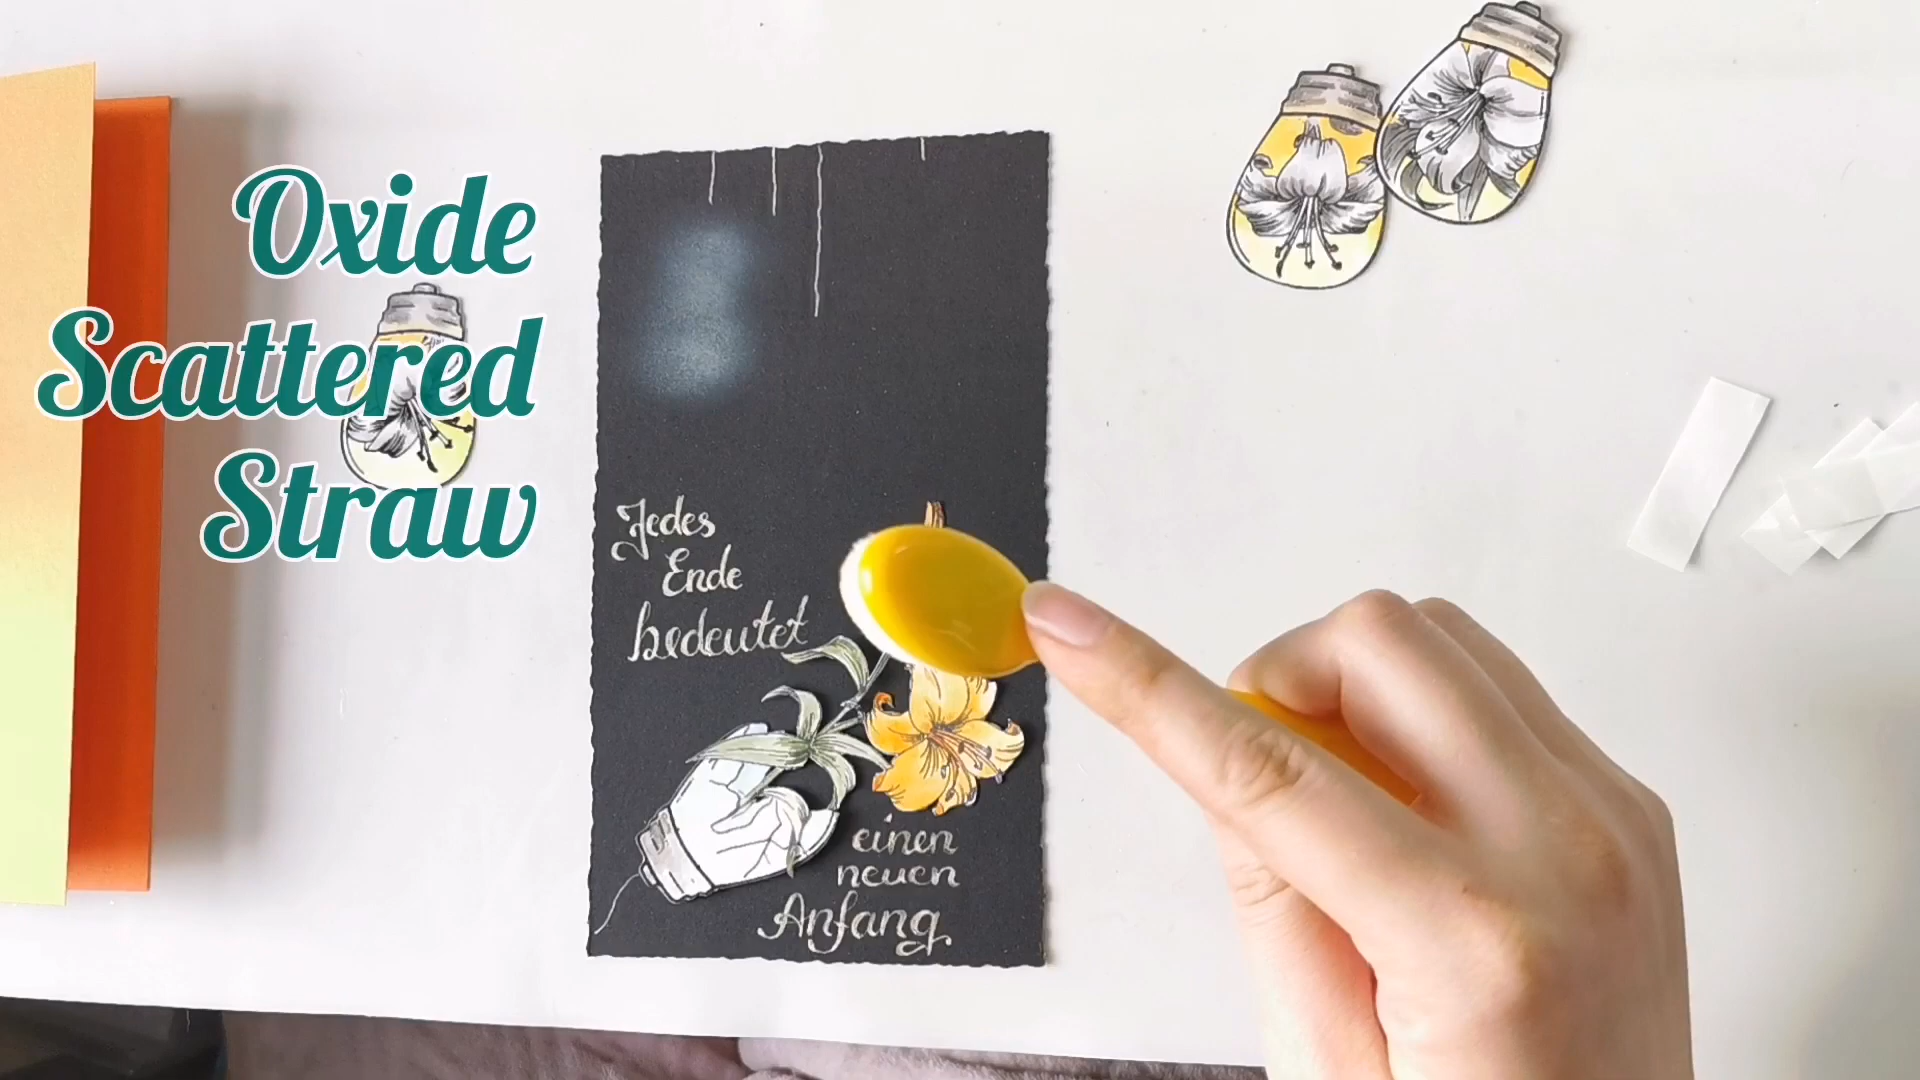 Oxide
Scattered
Straw
Jedes
Ende
bedeutet
einen
neuen
Anfang